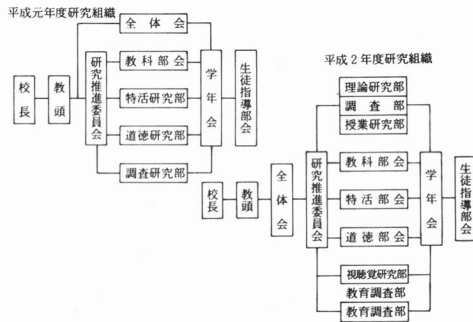 平成元年度研究組織
校長
教頭
研究推進委員会
全体会
教科部会
特活研究部
道徳研究部
調査研究部
学年会
生徒指導部会
平成2年度研究組織
校長
教頭
全体会
研究推進委員会
理論研究部
調査部
授業研究部
教科部会
特活部会
道徳部会
視聴覚研究部
教育調査部
教育調査部
学年会
生徒指導部会